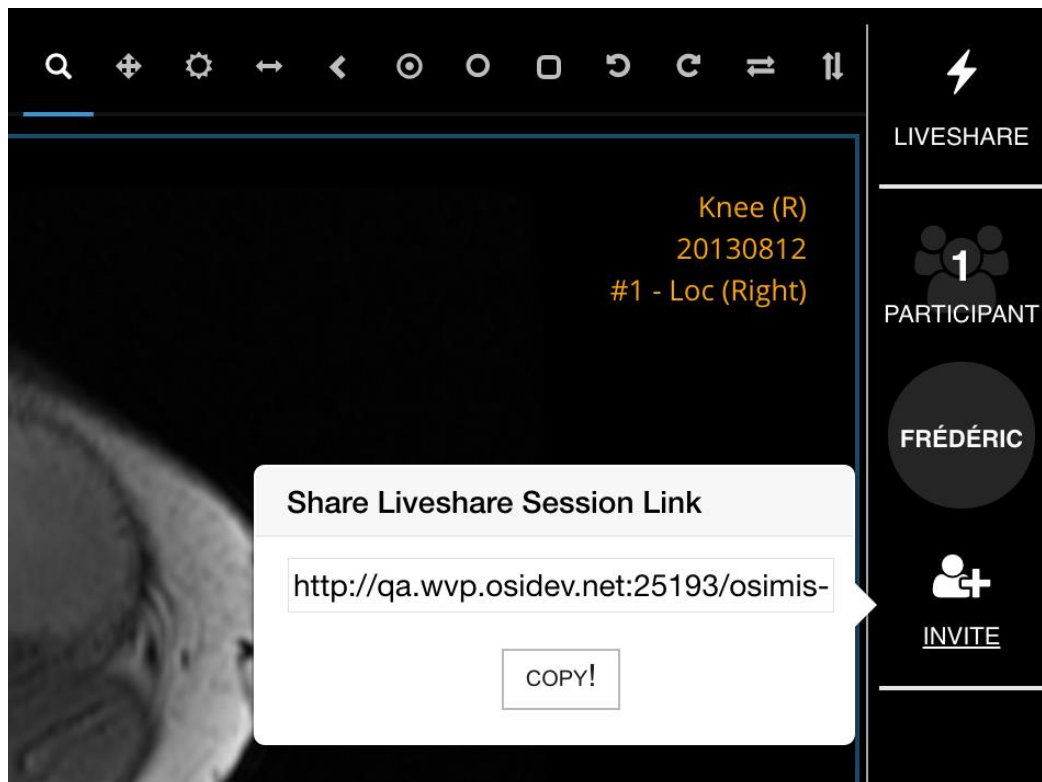 LIVESHARE
Knee (R)
20130812
#1 - Loc (Right)
1
PARTICIPANT
FRÉDÉRIC
Share Liveshare Session Link
http://qa.wvp.osidev.net:25193/osimis-
COPY!
INVITE